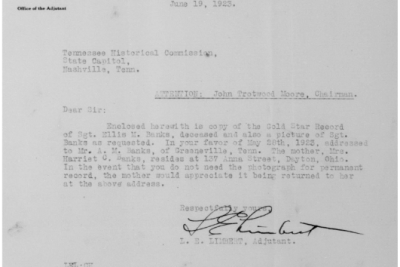 Office of the Adjutant
June 19, 1923.
Tennessee Historical Commission,
State Capitol,
Nashville, Tenn.
ATTENTION: John Trotwood Moore, Chairman.
Dear Sir:
Enclosed herewith is copy of the Gold Star Record
of Sgt. Ellis M. Banks, deceased and also a picture of Sgt.
Banks as requested. In your favor of May 29th, 1923, addressed
to Mr. A. N. Banks, of Greeneville, Tenn. The mother, Mrs.
Harriet C. Banks, resides at 137 Anna Street, Dayton, Ohio.
In the event that you do not need the photograph for permanent
record, the mother would appreciate it being returned to her
at the above address.
Respectfully yours,
L. E. LIMBERT, Adjutant.